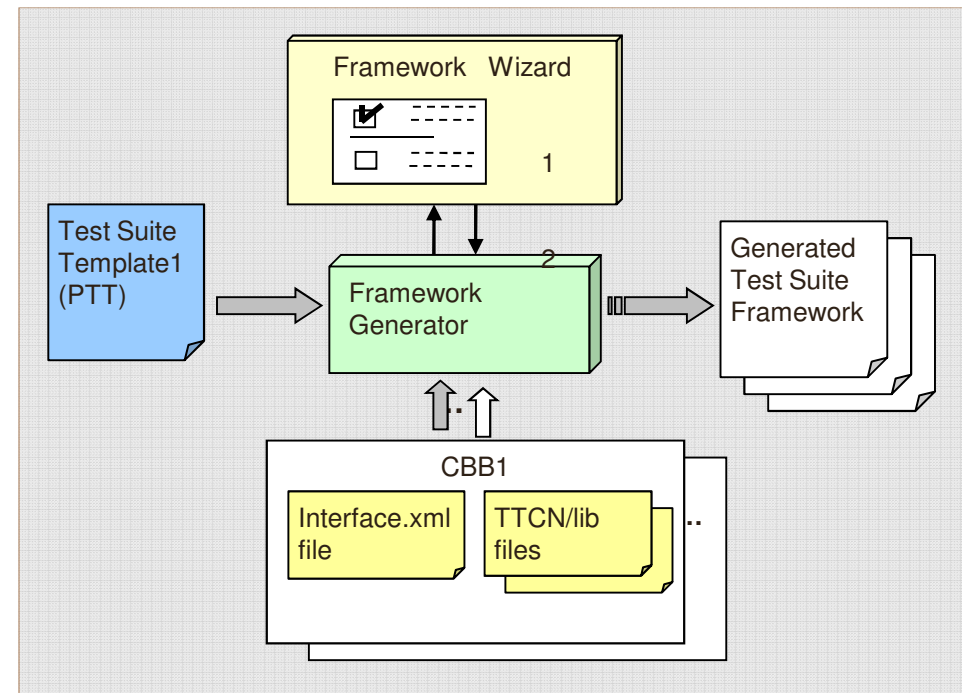 Framework Wizard
1
Test Suite
Template1
(PTT)
2
Framework
Generator
Generated
Test Suite
Framework
..
CBB1
Interface.xml
file
TTCN/lib
files
..